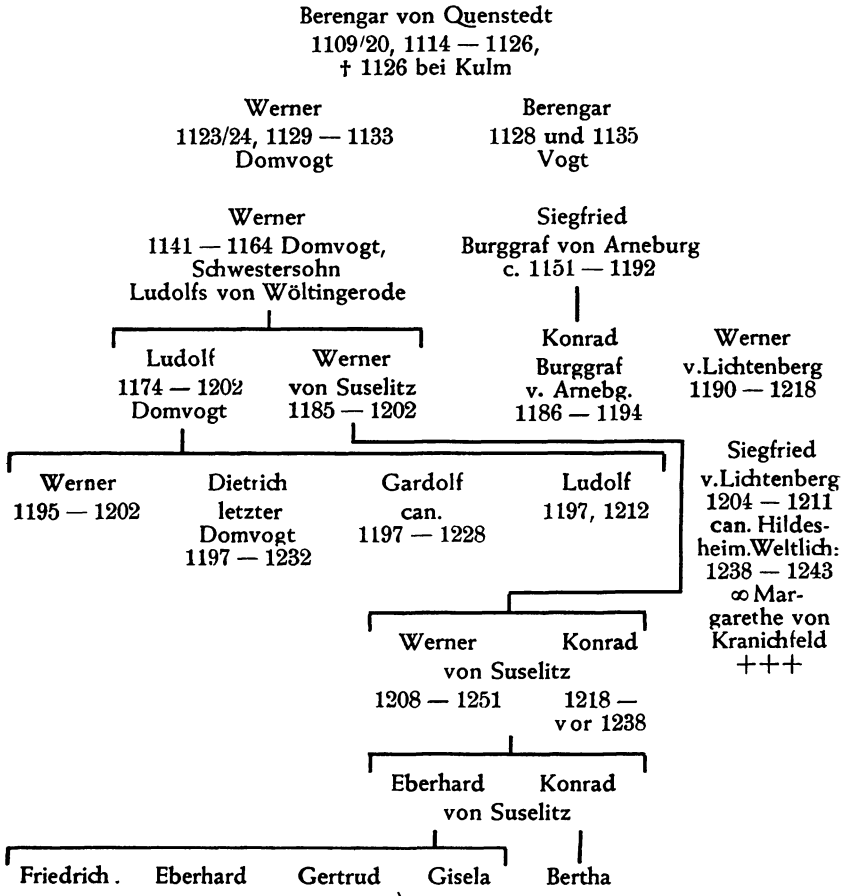 Berengar von Quenstedt
1109/20, 1114 — 1126,
† 1126 bei Kulm
Werner
1123/24, 1129 — 1133
Domvogt
Berengar
1128 und 1135
Vogt
Werner
1141 — 1164 Domvogt,
Schwestersohn
Ludolfs von Wöltingerode
Siegfried
Burggraf von Arneburg
c. 1151 — 1192
Ludolf
1174 — 1202
Domvogt
Werner
von Suselitz
1185 — 1202
Konrad
Burggraf
v. Arnebg.
1186 — 1194
Werner
v.Lichtenberg
1190 — 1218
Siegfried
v.Lichtenberg
1204 — 1211
can. Hildes-
heim.Weltlich:
1238 — 1243
∞ Mar-
garethe von
Kranichfeld
+++
Werner
1195 — 1202
Dietrich
letzter
Domvogt
1197 — 1232
Gardolf
can.
1197 — 1228
Ludolf
1197, 1212
Werner Konrad
von Suselitz
1208 — 1251 1218 —
vor 1238
Eberhard Konrad
von Suselitz
Friedrich . Eberhard Gertrud Gisela Bertha